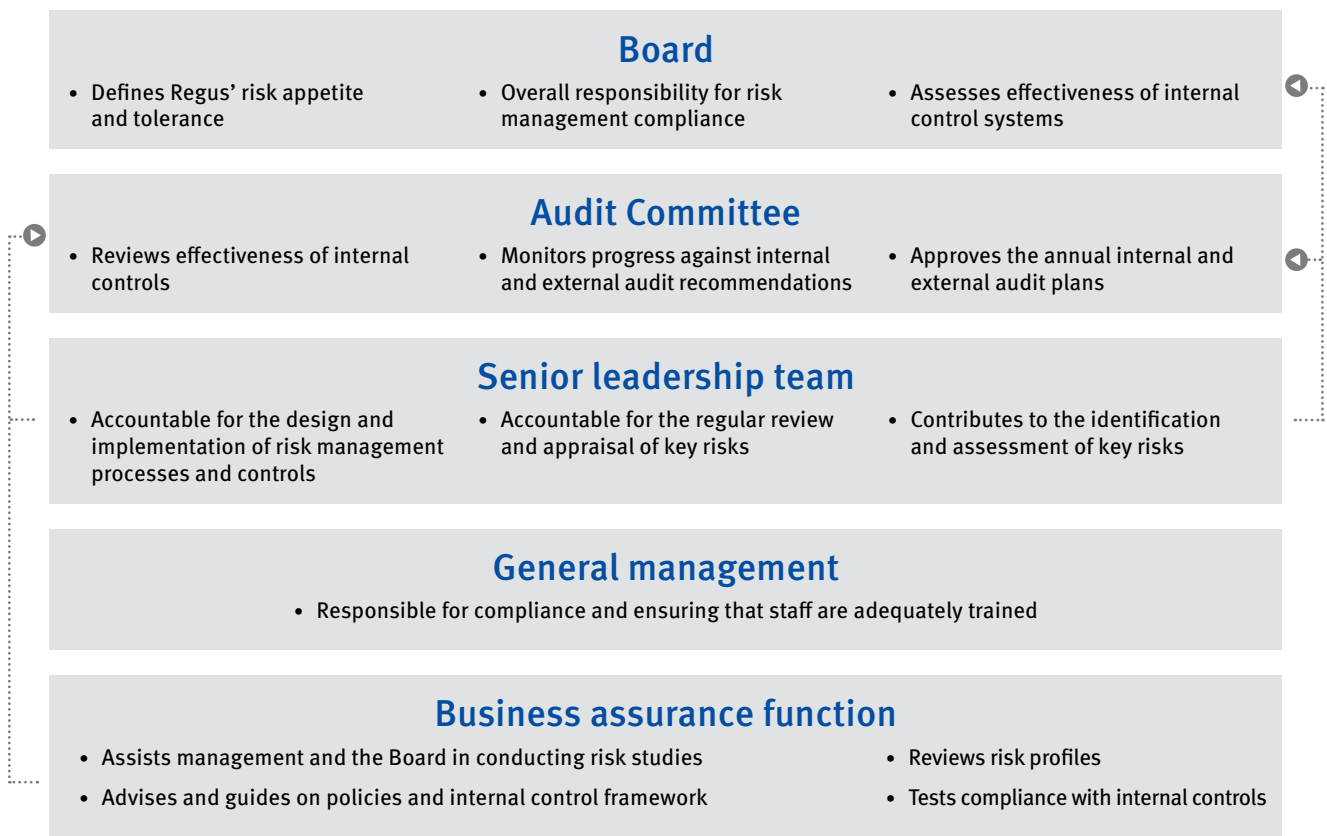 Board
• Defines Regus’ risk appetite
and tolerance
• Overall responsibility for risk
management compliance
• Assesses effectiveness of internal
control systems
Audit Committee
• Reviews effectiveness of internal
controls
• Monitors progress against internal
and external audit recommendations
• Approves the annual internal and
external audit plans
Senior leadership team
• Accountable for the design and
implementation of risk management
processes and controls
• Accountable for the regular review
and appraisal of key risks
• Contributes to the identification
and assessment of key risks
General management
• Responsible for compliance and ensuring that staff are adequately trained
Business assurance function
• Assists management and the Board in conducting risk studies
• Advises and guides on policies and internal control framework
• Reviews risk profiles
• Tests compliance with internal controls